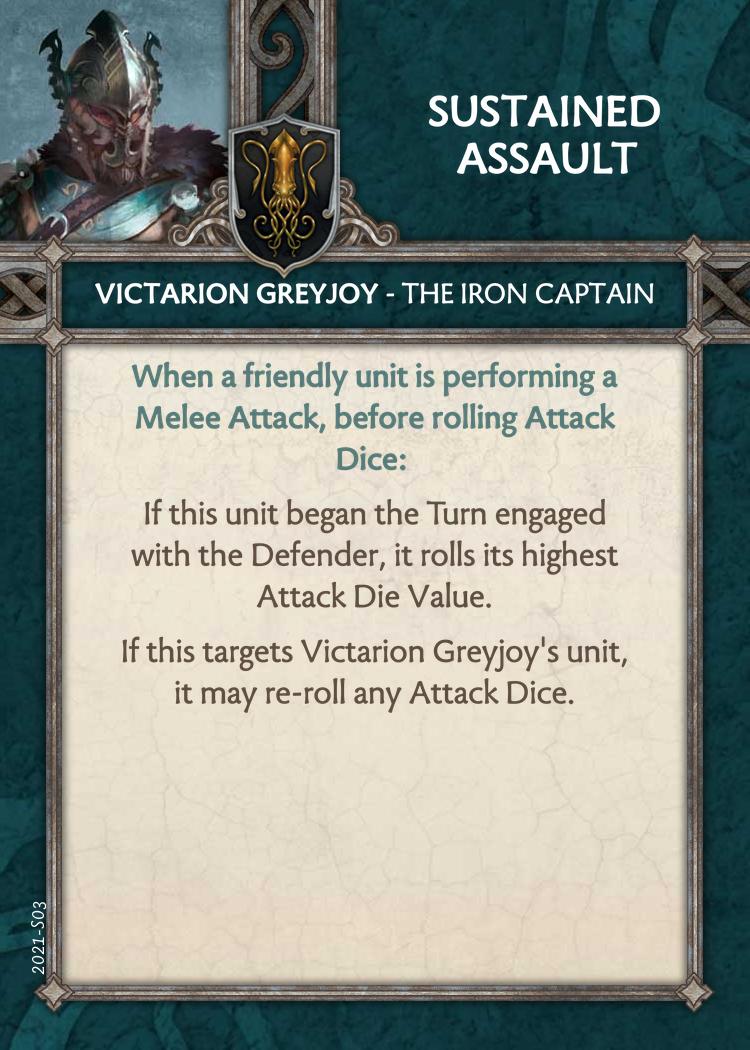 SUSTAINED
ASSAULT
VICTARION GREYJOY - THE IRON CAPTAIN
When a friendly unit is performing a
Melee Attack, before rolling Attack
Dice:
If this unit began the Turn engaged
with the Defender, it rolls its highest
Attack Die Value.
If this targets Victarion Greyjoy's unit,
it may re-roll any Attack Dice.
2021-S03